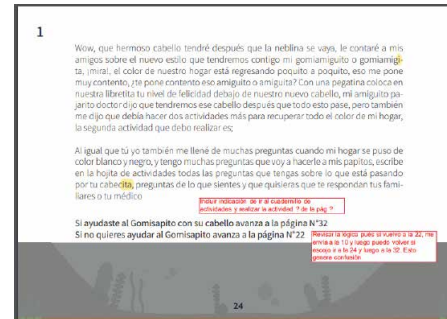 1
Wow, que hermoso cabello tendré después que la neblina se vaya, le contaré a mis
amigos sobre el nuevo estilo que tendremos contigo mi gomiamiguito o gomiamigi-
ta, ¡mira!, el color de nuestro hogar está regresando poquito a poquito, eso me pone
muy contento, ¿te pone contento eso amiguito o amiguita? Con una pegatina coloca en
nuestra libretita tu nivel de felicidad debajo de nuestro nuevo cabello, mi amiguito pa-
jarito doctor dijo que tendremos ese cabello después que todo esto pase, pero también
me dijo que debía hacer dos actividades más para recuperar todo el color de mi hogar,
la segunda actividad que debo realizar es;
Al igual que tú yo también me llené de muchas preguntas cuando mi hogar se puso de
color blanco y negro, y tengo muchas preguntas que voy a hacerle a mis papitos, escribe
en la hojita de actividades todas las preguntas que tengas sobre lo que está pasando
por tu cabecita, preguntas de lo que sientes y que quisieras que te respondan tus fami-
liares o tu médico
Incluir indicación de ir al cuadernillo de
actividades y realizar la actividad ? de la pág ?
Si ayudaste al Gomisapito con su cabello avanza a la página N°32
Si no quieres ayudar al Gomisapito avanza a la página N°22
Revisar la lógica pues si vuelvo a la 22, me
envía a la 10 y luego puedo volver si
escojo ir a la 24 y luego a la 32. Esto
genera confusión
24